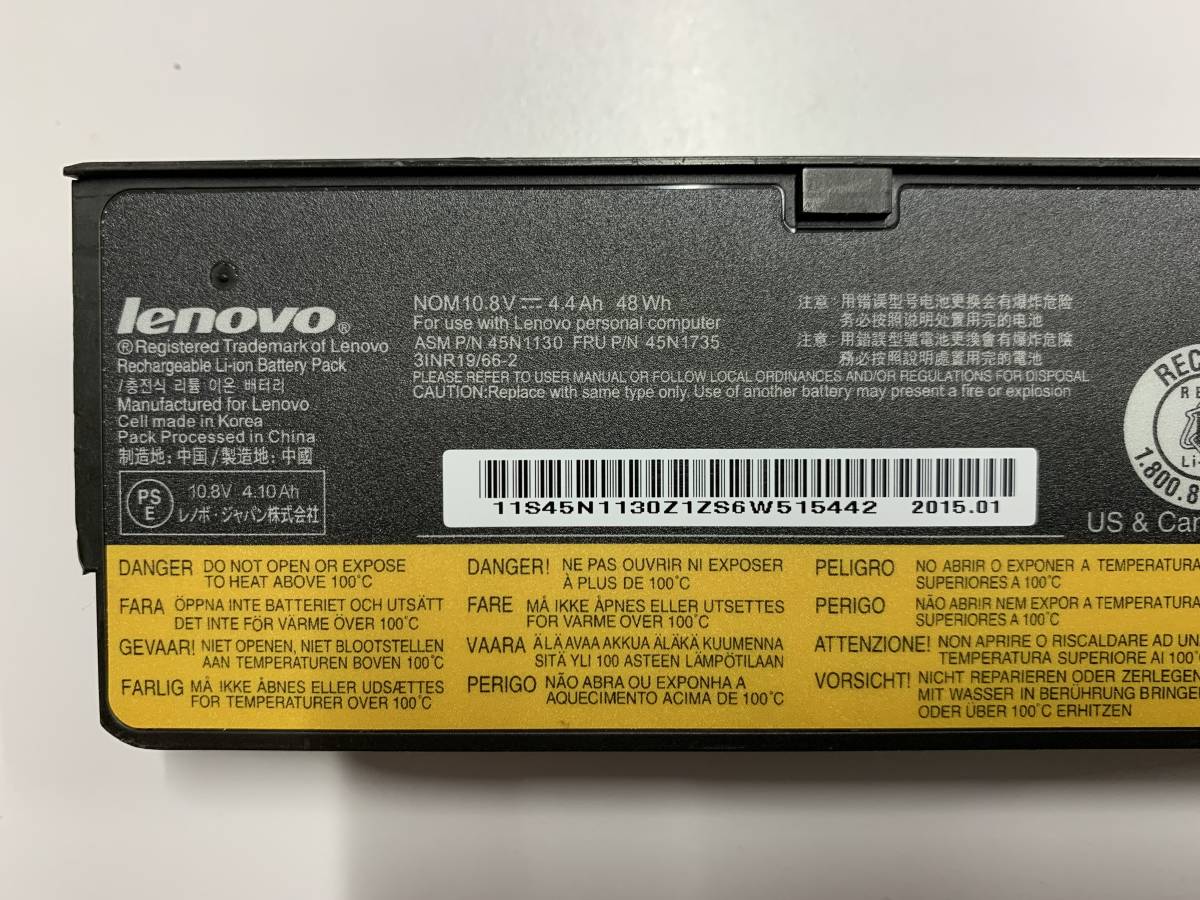 lenovo®
®Registered Trademark of Lenovo
Rechargeable Li-ion Battery Pack
/충전식 리튬 이온 배터리
Manufactured for Lenovo
Cell made in Korea
Pack Processed in China
制造地: 中国/製造地: 中國
PS
E
10.8V 4.10Ah
レノボ・ジャパン株式会社
NOM10.8V⎓ 4.4Ah 48Wh
For use with Lenovo personal computer
ASM P/N 45N1130 FRU P/N 45N1735
3INR19/66-2
PLEASE REFER TO USER MANUAL OR FOLLOW LOCAL ORDINANCES AND/OR REGULATIONS FOR DISPOSAL
CAUTION:Replace with same type only. Use of another battery may present a fire or explosion
注意: 用错误型号电池更换会有爆炸危险
务必按照说明处置用完的电池
注意: 用錯誤型號電池更換會有爆炸危險
務必按照說明處置用完的電池
11S45N1130Z1ZS6W515442 2015.01
REC
RE
Li-
1.800.8
US & Ca
DANGER DO NOT OPEN OR EXPOSE
TO HEAT ABOVE 100°C
FARA ÖPPNA INTE BATTERIET OCH UTSÄTT
DET INTE FÖR VÄRME ÖVER 100°C
GEVAAR! NIET OPENEN, NIET BLOOTSTELLEN
AAN TEMPERATUREN BOVEN 100°C
FARLIG MÅ IKKE ÅBNES ELLER UDSÆTTES
FOR TEMPERATURER OVER 100°C
DANGER! NE PAS OUVRIR NI EXPOSER
À PLUS DE 100°C
FARE MÅ IKKE ÅPNES ELLER UTSETTES
FOR VARME OVER 100°C
VAARA ÄLÄ AVAA AKKUA ÄLÄKÄ KUUMENNA
SITÄ YLI 100 ASTEEN LÄMPÖTILAAN
PERIGO NÃO ABRA OU EXPONHA A
AQUECIMENTO ACIMA DE 100°C
PELIGRO NO ABRIR O EXPONER A TEMPERATURA
SUPERIORES A 100°C
PERIGO NÃO ABRIR NEM EXPOR A TEMPERATURA
SUPERIORES A 100°C
ATTENZIONE! NON APRIRE O RISCALDARE AD UNA
TEMPERATURA SUPERIORE AI 100°C
VORSICHT! NICHT REPARIEREN ODER ZERLEGEN
MIT WASSER IN BERÜHRUNG BRINGEN
ODER ÜBER 100°C ERHITZEN